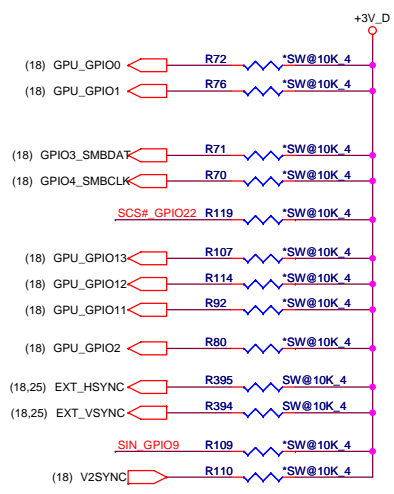 +3V_D
(18) GPU_GPIO0 R72 *SW@10K_4
(18) GPU_GPIO1 R76 *SW@10K_4
(18) GPIO3_SMBDAT R71 *SW@10K_4
(18) GPIO4_SMBCLK R70 *SW@10K_4
SCS#_GPIO22 R119 *SW@10K_4
(18) GPU_GPIO13 R107 *SW@10K_4
(18) GPU_GPIO12 R114 *SW@10K_4
(18) GPU_GPIO11 R92 *SW@10K_4
(18) GPU_GPIO2 R80 *SW@10K_4
(18,25) EXT_HSYNC R395 SW@10K_4
(18,25) EXT_VSYNC R394 SW@10K_4
SIN_GPIO9 R109 *SW@10K_4
(18) V2SYNC R110 *SW@10K_4